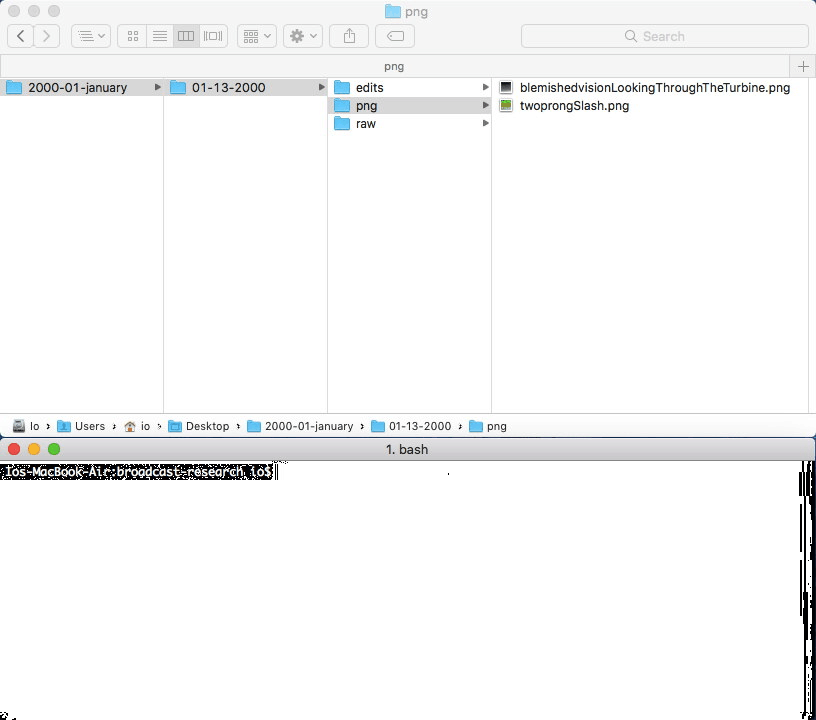 png
Search
png
2000-01-january
01-13-2000
edits
png
raw
blemishedvisionLookingThroughTheTurbine.png
twoprongSlash.png
Io › Users › io › Desktop › 2000-01-january › 01-13-2000 › png
1. bash
Ios-MacBook-Air:broadcast-research io$